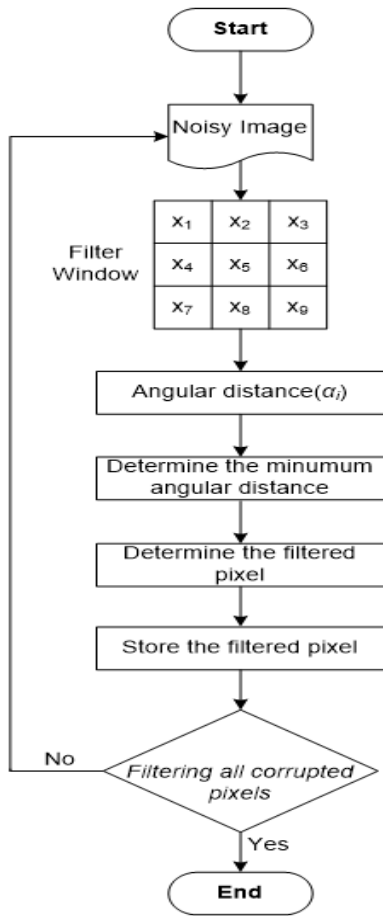 Start
Noisy Image
x₁ x₂ x₃
Filter
Window
x₄ x₅ x₆
x₇ x₈ x₉
Angular distance(αᵢ)
Determine the minumum
angular distance
Determine the filtered
pixel
Store the filtered pixel
No
Filtering all corrupted
pixels
Yes
End